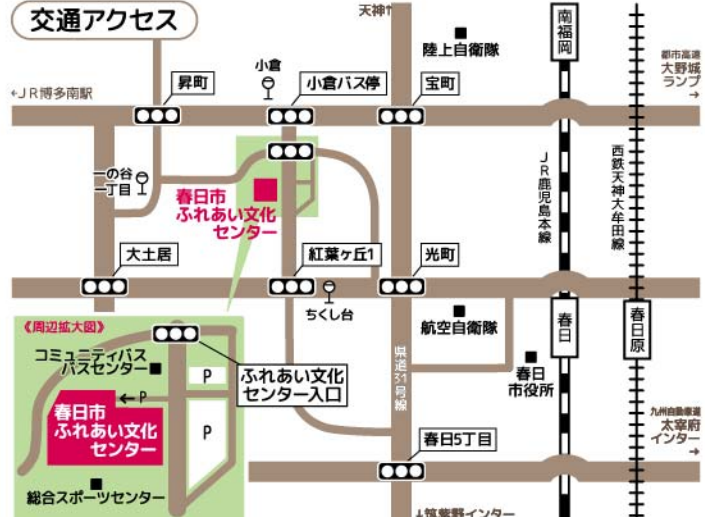 交通アクセス
天神↑
陸上自衛隊
南福岡
都市高速
大野城
ランプ
→
←JR博多南駅
昇町
小倉
小倉バス停
宝町
一の谷
一丁目
春日市
ふれあい文化
センター
JR鹿児島本線
西鉄天神大牟田線
大土居
紅葉ヶ丘1
光町
ちくし台
航空自衛隊
春日
春日原
春日
市役所
県道31号線
《周辺拡大図》
コミュニティバス
バスセンター
P
ふれあい文化
センター入口
←P
春日市
ふれあい文化
センター
P
総合スポーツセンター
春日5丁目
九州自動車道
太宰府
インター
→
↓筑紫野インター